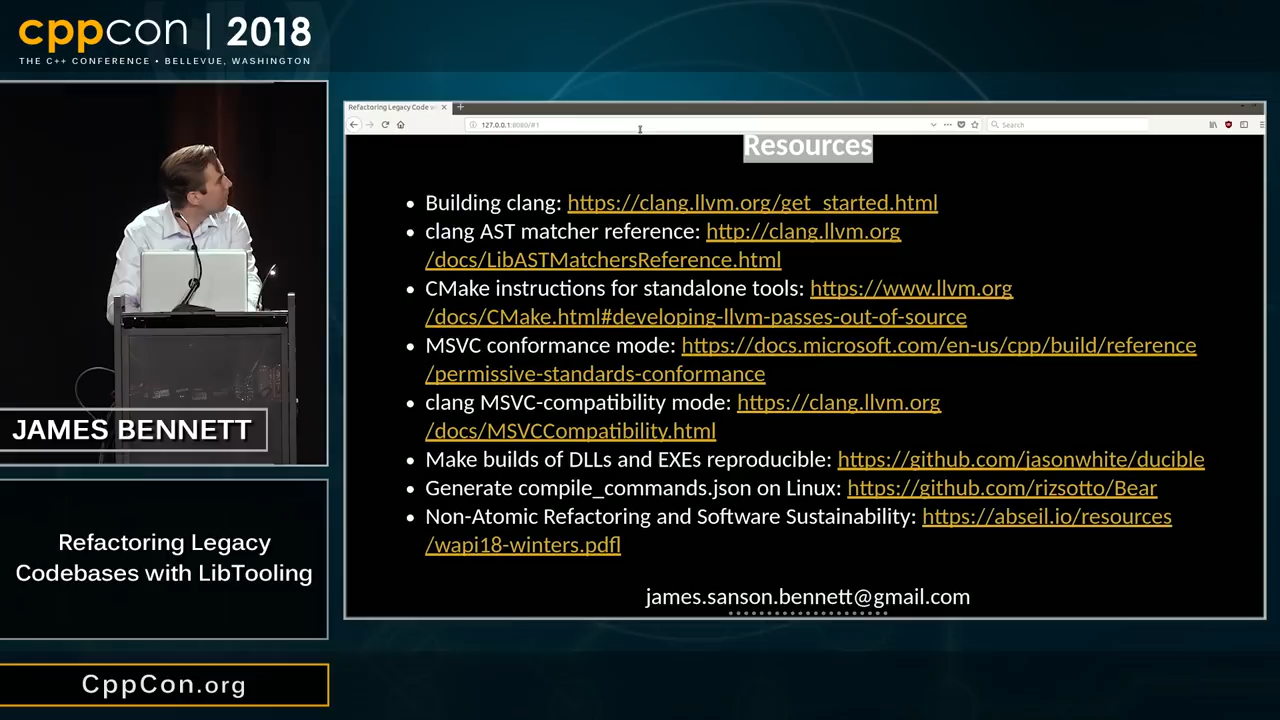 cppcon | 2018
THE C++ CONFERENCE • BELLEVUE, WASHINGTON
Refactoring Legacy Code w
127.0.0.1:8080/#1
Search
Resources
Building clang: https://clang.llvm.org/get_started.html
clang AST matcher reference: http://clang.llvm.org
/docs/LibASTMatchersReference.html
CMake instructions for standalone tools: https://www.llvm.org
/docs/CMake.html#developing-llvm-passes-out-of-source
MSVC conformance mode: https://docs.microsoft.com/en-us/cpp/build/reference
/permissive-standards-conformance
clang MSVC-compatibility mode: https://clang.llvm.org
/docs/MSVCCompatibility.html
Make builds of DLLs and EXEs reproducible: https://github.com/jasonwhite/ducible
Generate compile_commands.json on Linux: https://github.com/rizsotto/Bear
Non-Atomic Refactoring and Software Sustainability: https://abseil.io/resources
/wapi18-winters.pdfl
james.sanson.bennett@gmail.com
JAMES BENNETT
Refactoring Legacy
Codebases with LibTooling
CppCon.org